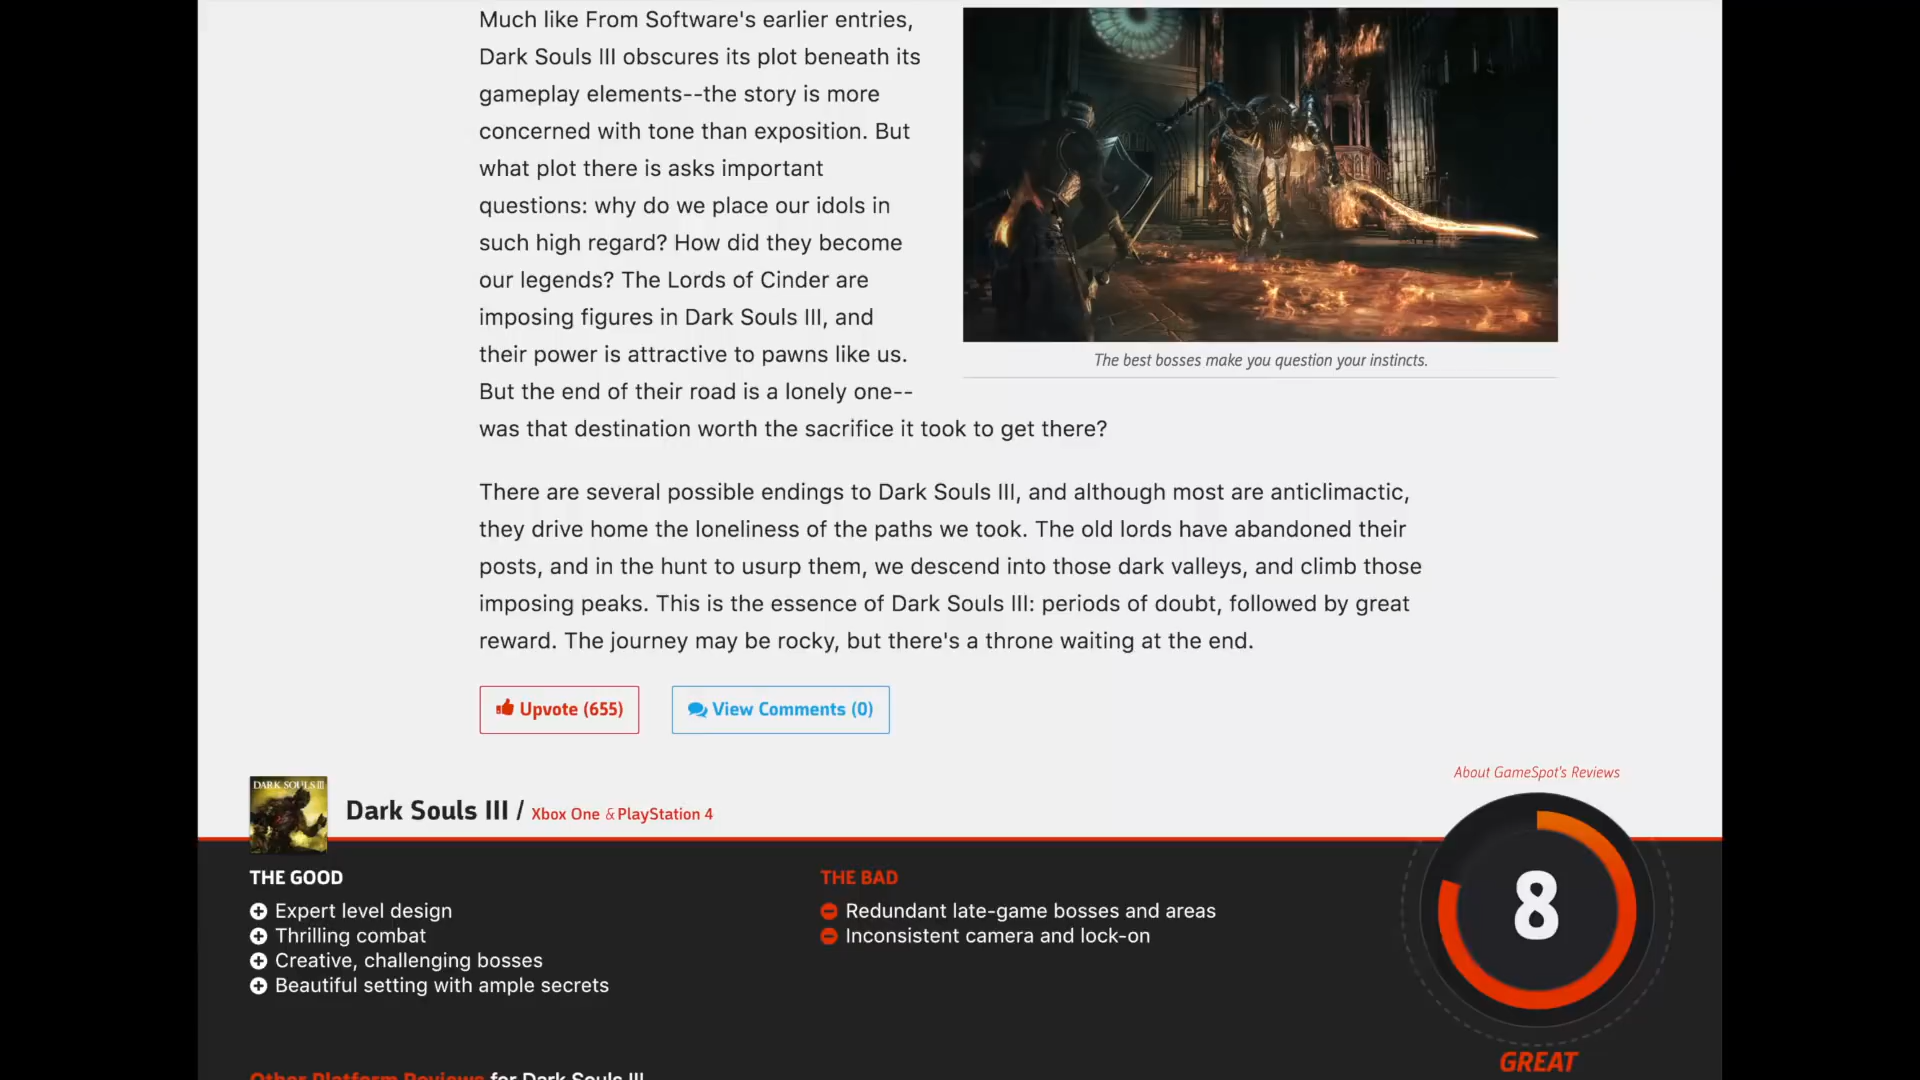 Much like From Software's earlier entries,
Dark Souls III obscures its plot beneath its
gameplay elements--the story is more
concerned with tone than exposition. But
what plot there is asks important
questions: why do we place our idols in
such high regard? How did they become
our legends? The Lords of Cinder are
imposing figures in Dark Souls III, and
their power is attractive to pawns like us.
But the end of their road is a lonely one--
was that destination worth the sacrifice it took to get there?
The best bosses make you question your instincts.
There are several possible endings to Dark Souls III, and although most are anticlimactic,
they drive home the loneliness of the paths we took. The old lords have abandoned their
posts, and in the hunt to usurp them, we descend into those dark valleys, and climb those
imposing peaks. This is the essence of Dark Souls III: periods of doubt, followed by great
reward. The journey may be rocky, but there's a throne waiting at the end.
Upvote (655)
View Comments (0)
About GameSpot's Reviews
DARK SOULS III
Dark Souls III / Xbox One & PlayStation 4
THE GOOD
Expert level design
Thrilling combat
Creative, challenging bosses
Beautiful setting with ample secrets
THE BAD
Redundant late-game bosses and areas
Inconsistent camera and lock-on
8
GREAT
Other Platform Reviews for Dark Souls III